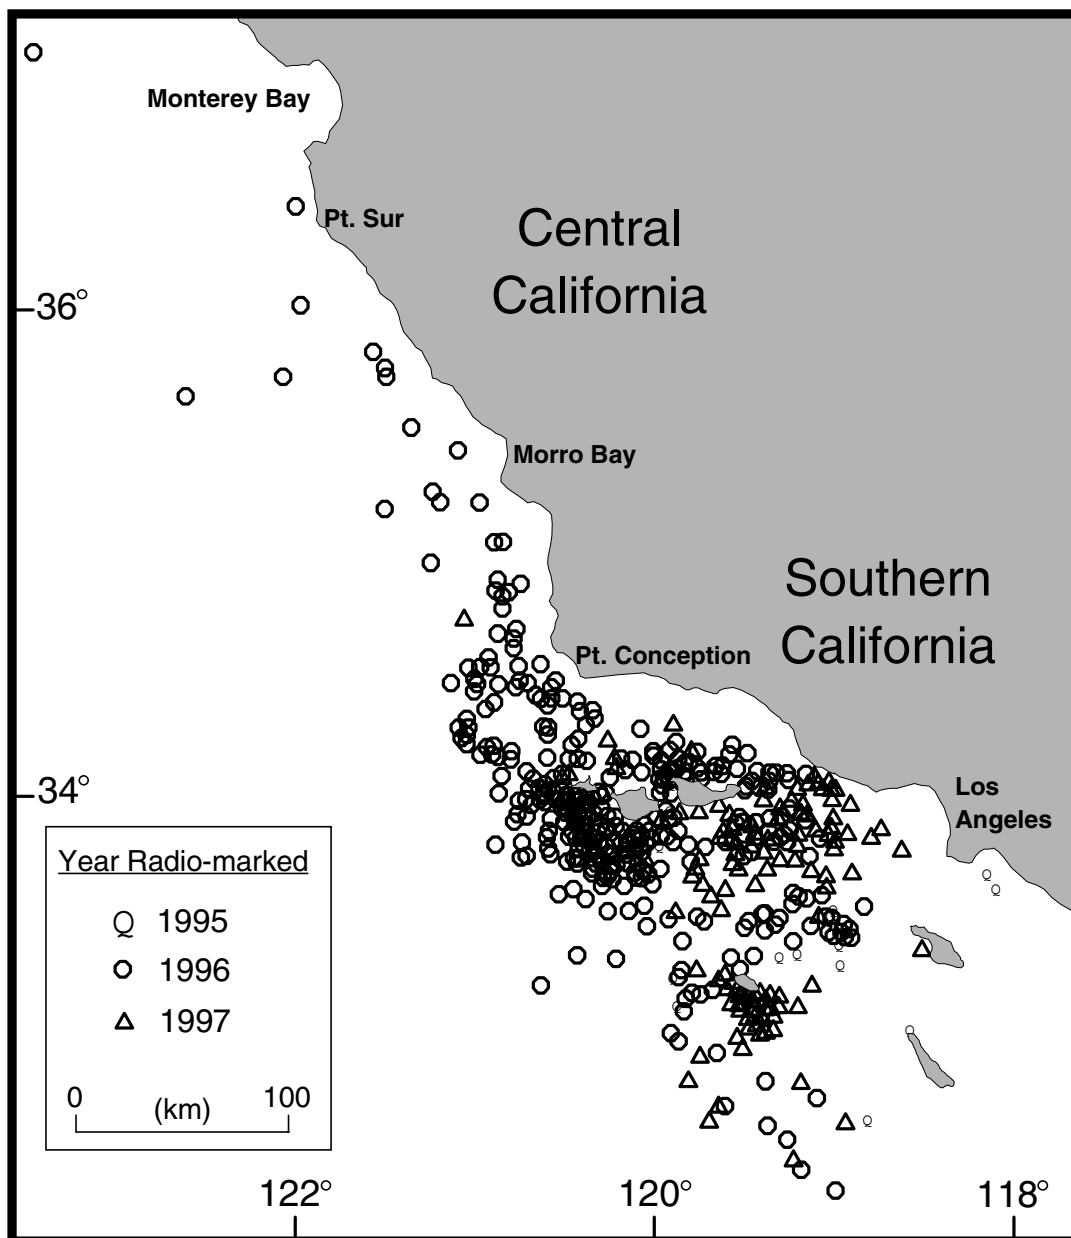 Monterey Bay
Pt. Sur
Central
California
36°
Morro Bay
Southern
California
Pt. Conception
34°
Los
Angeles
Year Radio-marked
Q 1995
1996
1997
0 (km) 100
122° 120° 118°